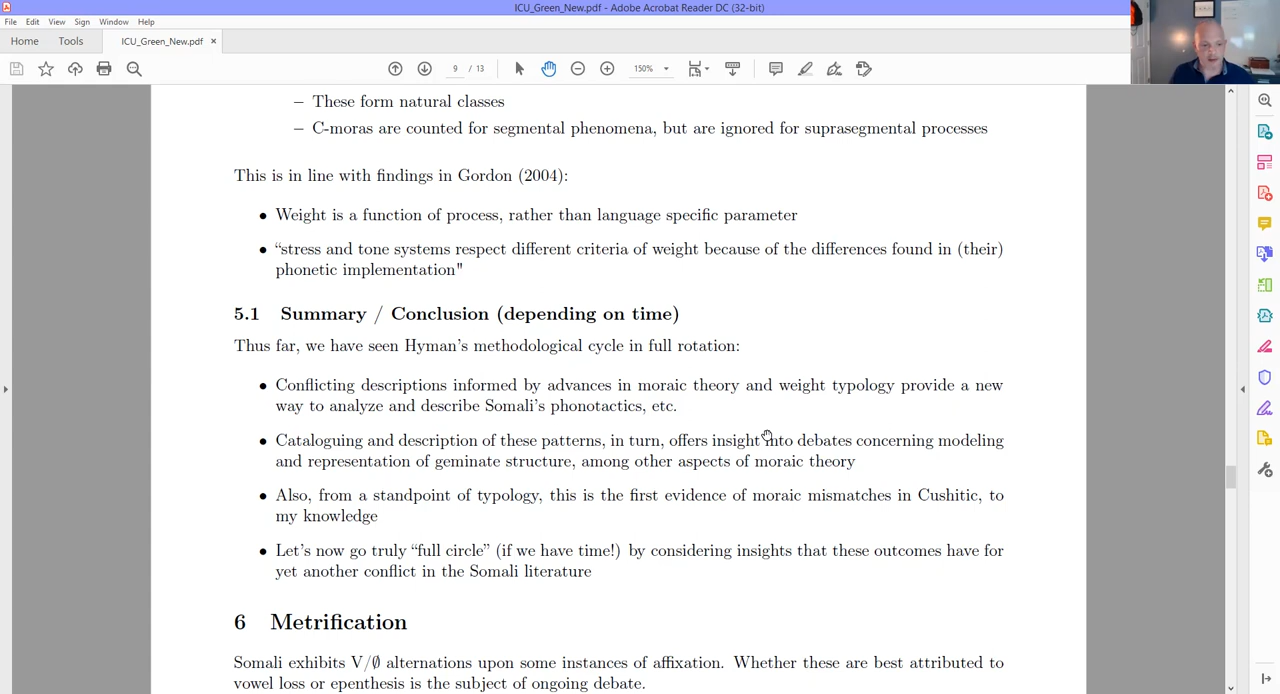 ICU_Green_New.pdf - Adobe Acrobat Reader DC (32-bit)
File Edit View Sign Window Help
Home Tools ICU_Green_New.pdf ×
9 / 13 150%
– These form natural classes
– C-moras are counted for segmental phenomena, but are ignored for suprasegmental processes
This is in line with findings in Gordon (2004):
• Weight is a function of process, rather than language specific parameter
• “stress and tone systems respect different criteria of weight because of the differences found in (their)
phonetic implementation"
5.1 Summary / Conclusion (depending on time)
Thus far, we have seen Hyman’s methodological cycle in full rotation:
• Conflicting descriptions informed by advances in moraic theory and weight typology provide a new
way to analyze and describe Somali’s phonotactics, etc.
• Cataloguing and description of these patterns, in turn, offers insight into debates concerning modeling
and representation of geminate structure, among other aspects of moraic theory
• Also, from a standpoint of typology, this is the first evidence of moraic mismatches in Cushitic, to
my knowledge
• Let’s now go truly “full circle” (if we have time!) by considering insights that these outcomes have for
yet another conflict in the Somali literature
6 Metrification
Somali exhibits V/∅ alternations upon some instances of affixation. Whether these are best attributed to
vowel loss or epenthesis is the subject of ongoing debate.